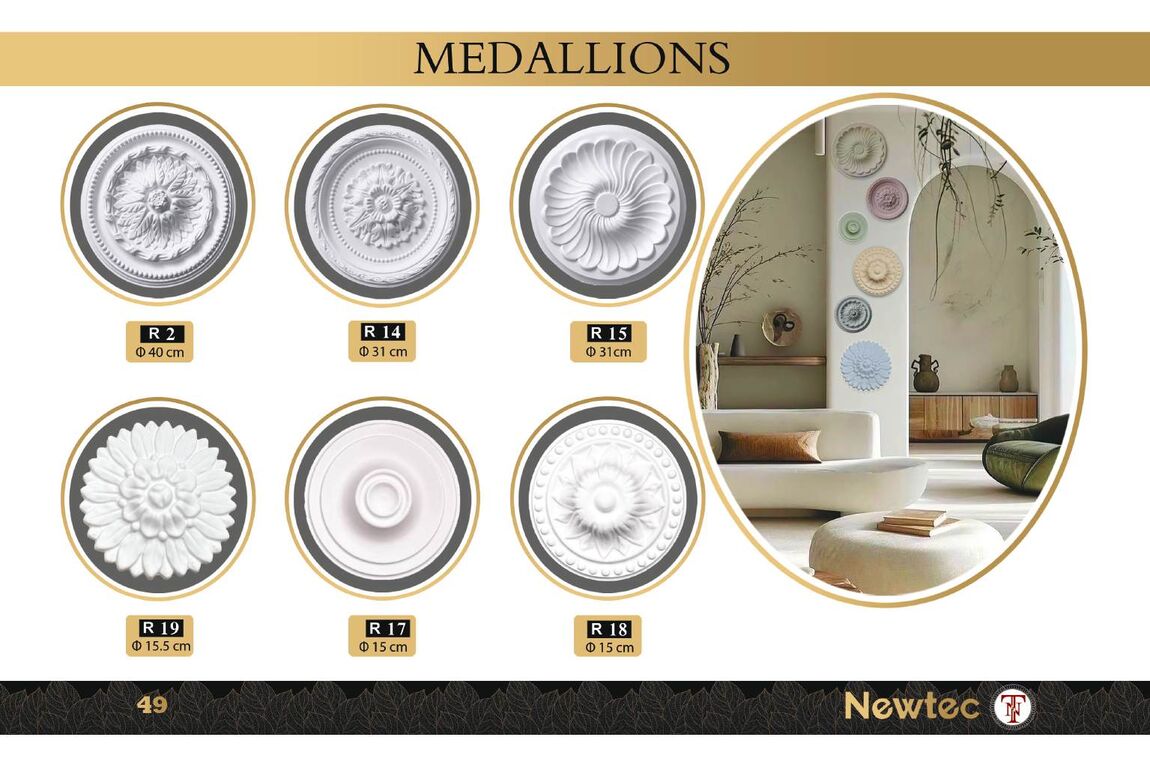 MEDALLIONS
R 2
Φ 40 cm
R 14
Φ 31 cm
R 15
Φ 31cm
R 19
Φ 15.5 cm
R 17
Φ 15 cm
R 18
Φ 15 cm
49
Newtec